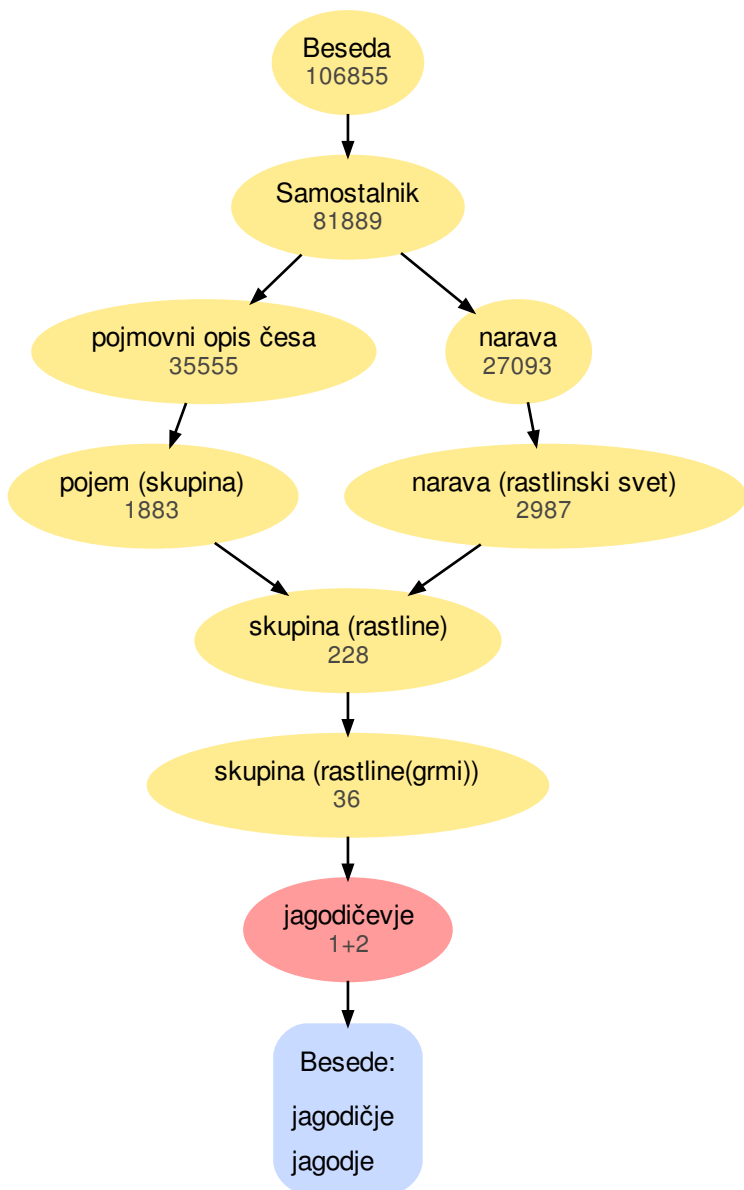 Beseda
106855
Samostalnik
81889
pojmovni opis česa
35555
narava
27093
pojem (skupina)
1883
narava (rastlinski svet)
2987
skupina (rastline)
228
skupina (rastline(grmi))
36
jagodičevje
1+2
Besede:
jagodičje
jagodje